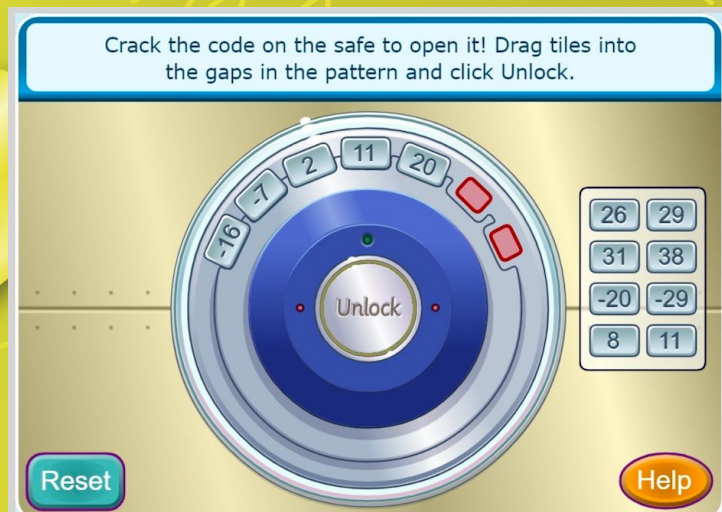 Crack the code on the safe to open it! Drag tiles into
the gaps in the pattern and click Unlock.
-16 -7 2 11 20
26 29
31 38
-20 -29
8 11
Unlock
Reset
Help